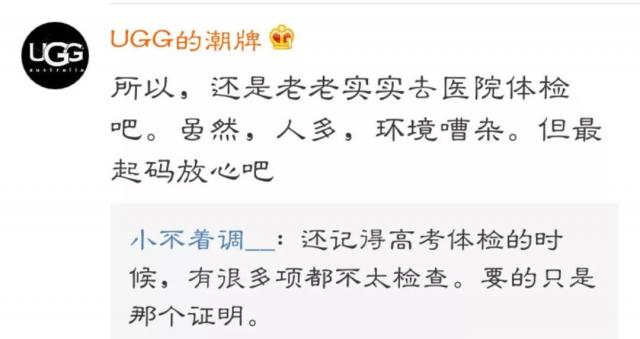 UGG
australia
UGG的潮牌
所以，还是老老实实去医院体检
吧。虽然，人多，环境嘈杂。但最
起码放心吧
小不着调__：还记得高考体检的时
候，有很多项都不太检查。要的只是
那个证明。